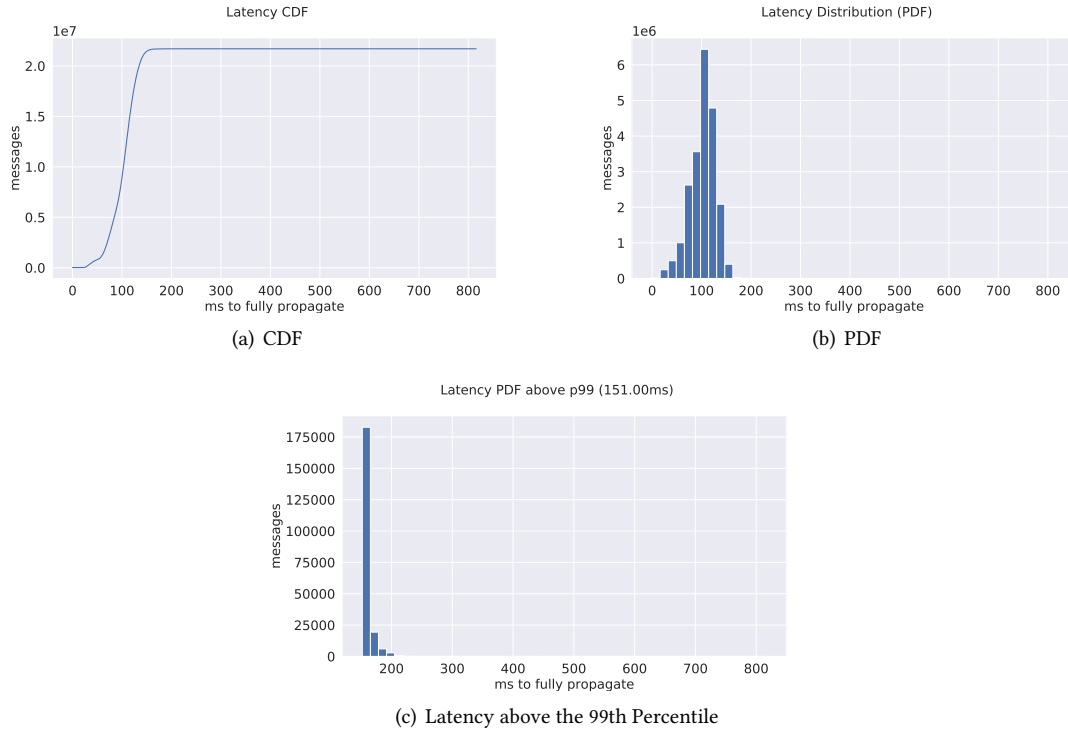 Latency CDF
1e7
2.0
1.5
1.0
0.5
0.0
messages
0 100 200 300 400 500 600 700 800
ms to fully propagate
(a) CDF
Latency Distribution (PDF)
1e6
6
5
4
3
2
1
0
messages
0 100 200 300 400 500 600 700 800
ms to fully propagate
(b) PDF
Latency PDF above p99 (151.00ms)
175000
150000
125000
100000
75000
50000
25000
0
messages
200 300 400 500 600 700 800
ms to fully propagate
(c) Latency above the 99th Percentile